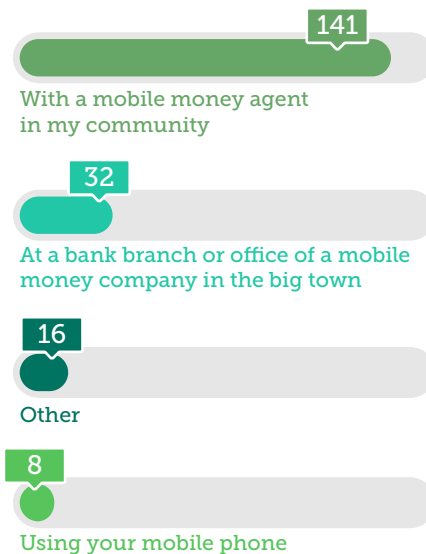 141
With a mobile money agent
in my community
32
At a bank branch or office of a mobile
money company in the big town
16
Other
8
Using your mobile phone